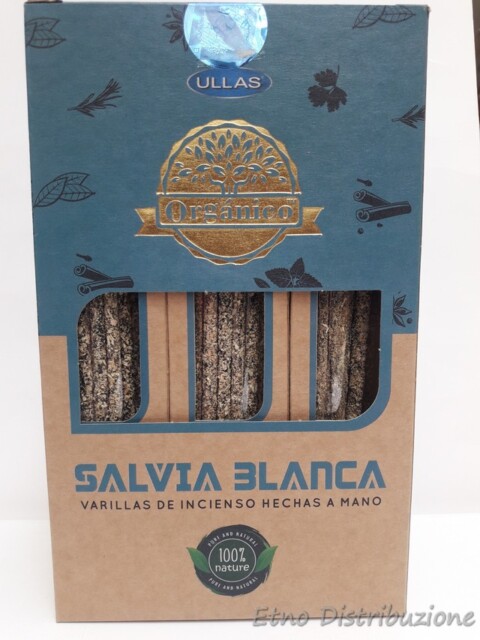 ULLAS
Orgánico
SALVIA BLANCA
VARILLAS DE INCIENSO HECHAS A MANO
PURE AND NATURAL
100%
nature
PURE AND NATURAL
Etno Distribuzione